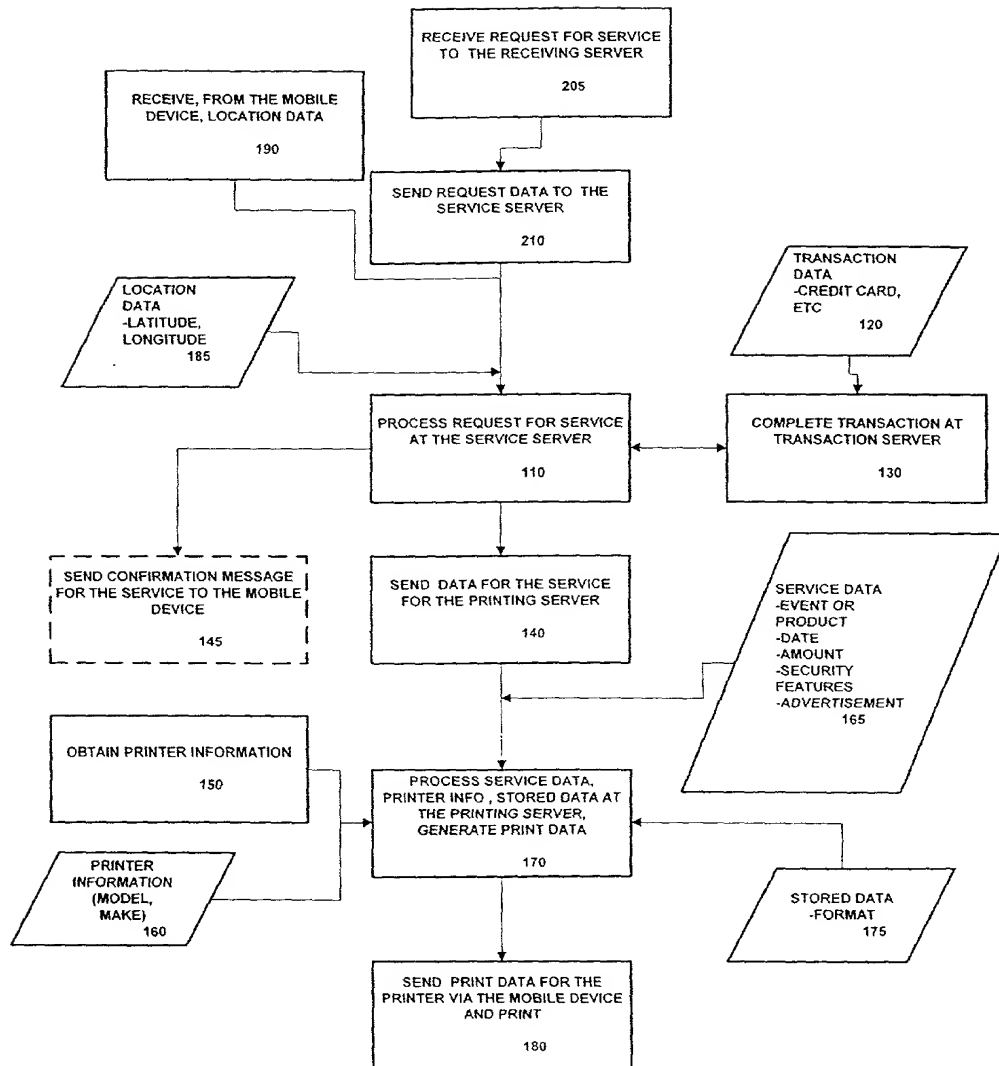 RECEIVE REQUEST FOR SERVICE
TO THE RECEIVING SERVER
205
RECEIVE, FROM THE MOBILE
DEVICE, LOCATION DATA
190
SEND REQUEST DATA TO THE
SERVICE SERVER
210
TRANSACTION
DATA
-CREDIT CARD,
ETC
120
LOCATION
DATA
-LATITUDE,
LONGITUDE
185
PROCESS REQUEST FOR SERVICE
AT THE SERVICE SERVER
110
COMPLETE TRANSACTION AT
TRANSACTION SERVER
130
SEND CONFIRMATION MESSAGE
FOR THE SERVICE TO THE MOBILE
DEVICE
145
SEND DATA FOR THE SERVICE
FOR THE PRINTING SERVER
140
SERVICE DATA
-EVENT OR
PRODUCT
-DATE
-AMOUNT
-SECURITY
FEATURES
-ADVERTISEMENT
165
OBTAIN PRINTER INFORMATION
150
PROCESS SERVICE DATA,
PRINTER INFO , STORED DATA AT
THE PRINTING SERVER,
GENERATE PRINT DATA
170
PRINTER
INFORMATION
(MODEL,
MAKE)
160
STORED DATA
-FORMAT
175
SEND PRINT DATA FOR THE
PRINTER VIA THE MOBILE DEVICE
AND PRINT
180